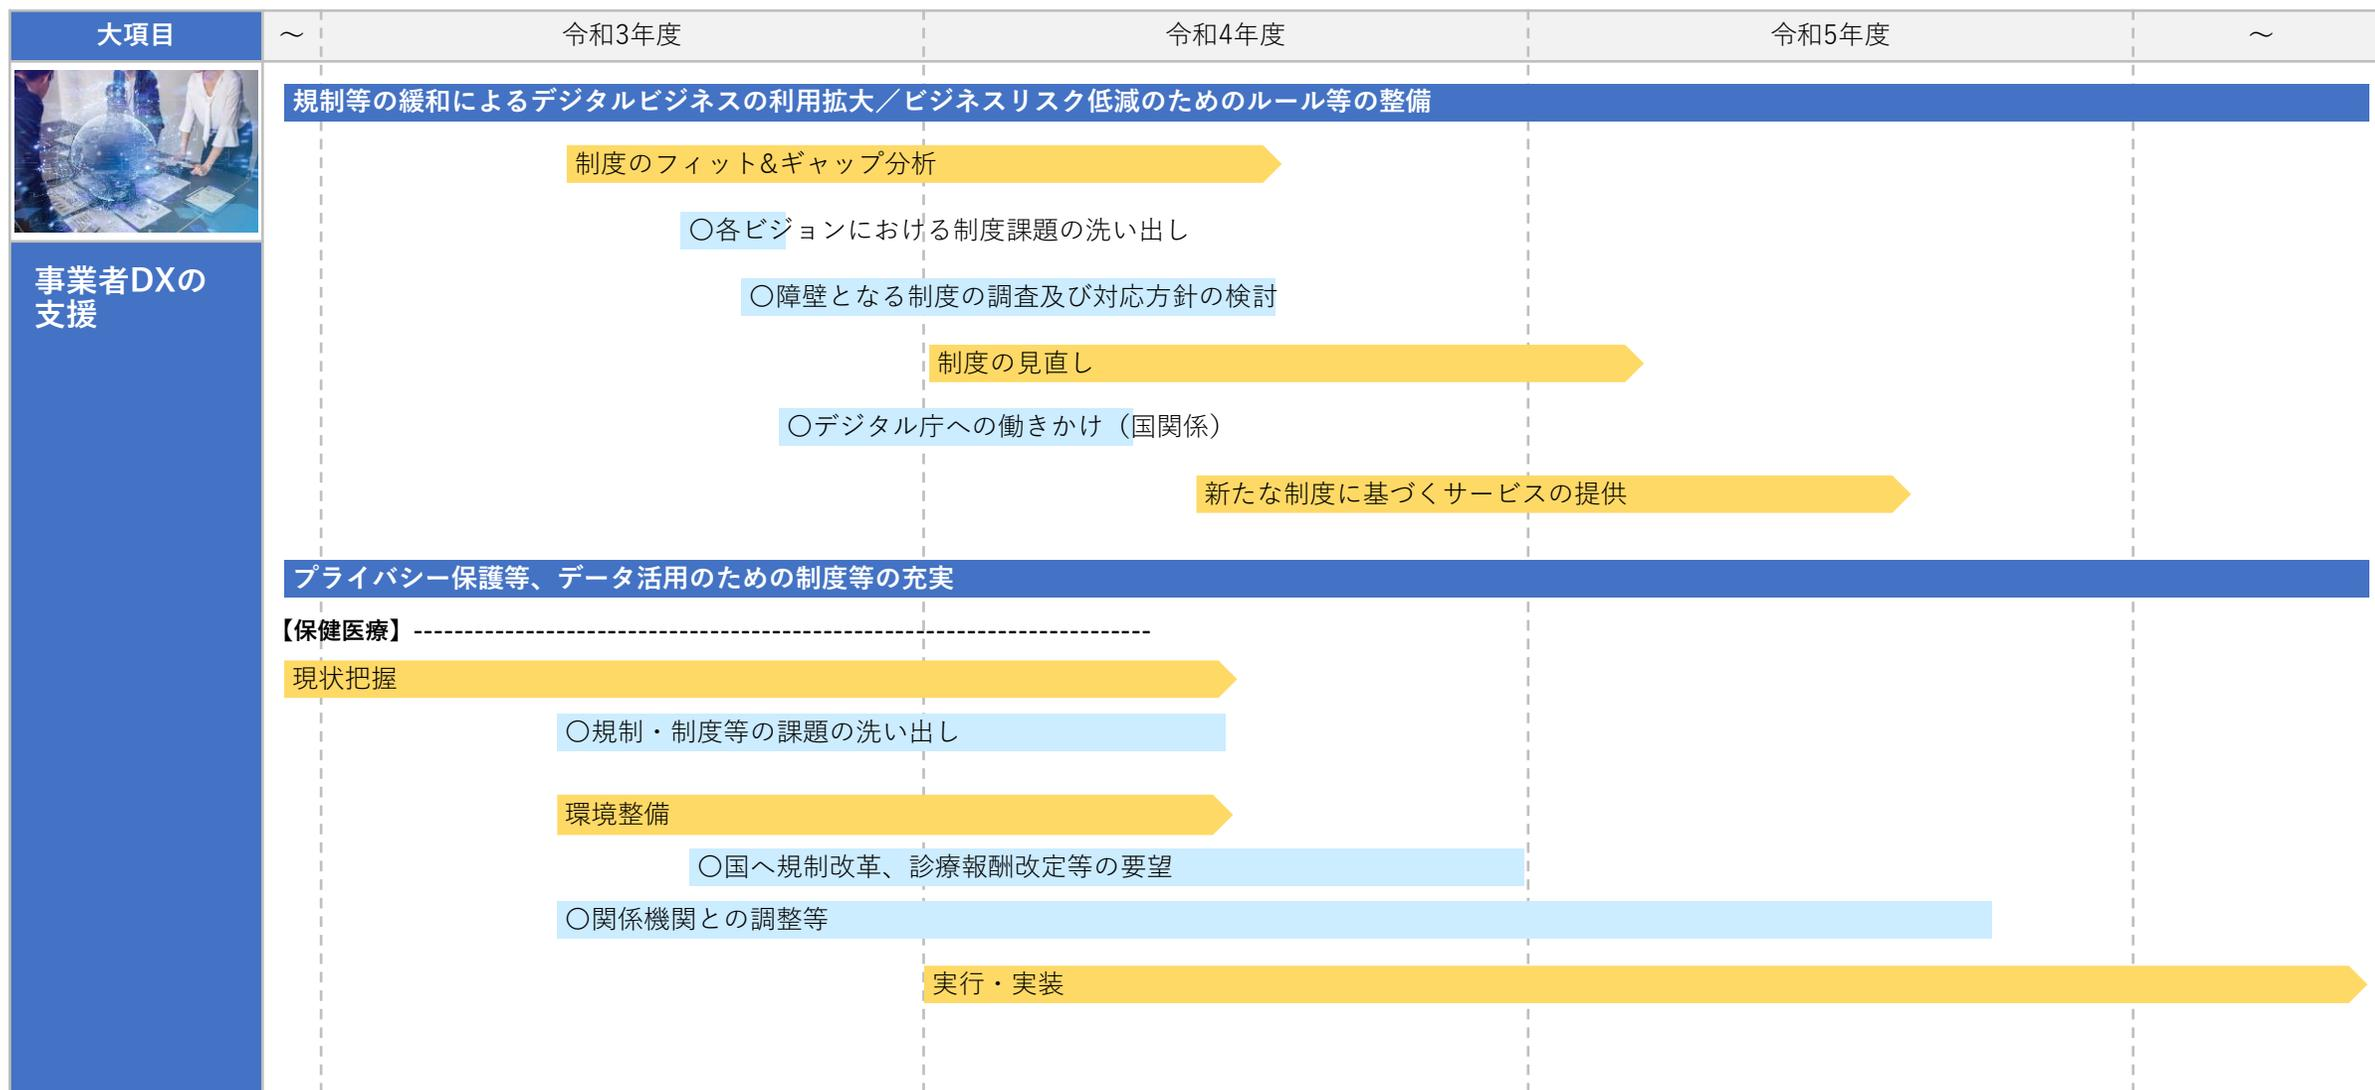 大項目
～
令和3年度
令和4年度
令和5年度
～
事業者DXの
支援
規制等の緩和によるデジタルビジネスの利用拡大／ビジネスリスク低減のためのルール等の整備
制度のフィット&ギャップ分析
〇各ビジョンにおける制度課題の洗い出し
〇障壁となる制度の調査及び対応方針の検討
制度の見直し
〇デジタル庁への働きかけ（国関係）
新たな制度に基づくサービスの提供
プライバシー保護等、データ活用のための制度等の充実
【保健医療】-----------------------------------------------------------------------
現状把握
〇規制・制度等の課題の洗い出し
環境整備
〇国へ規制改革、診療報酬改定等の要望
〇関係機関との調整等
実行・実装